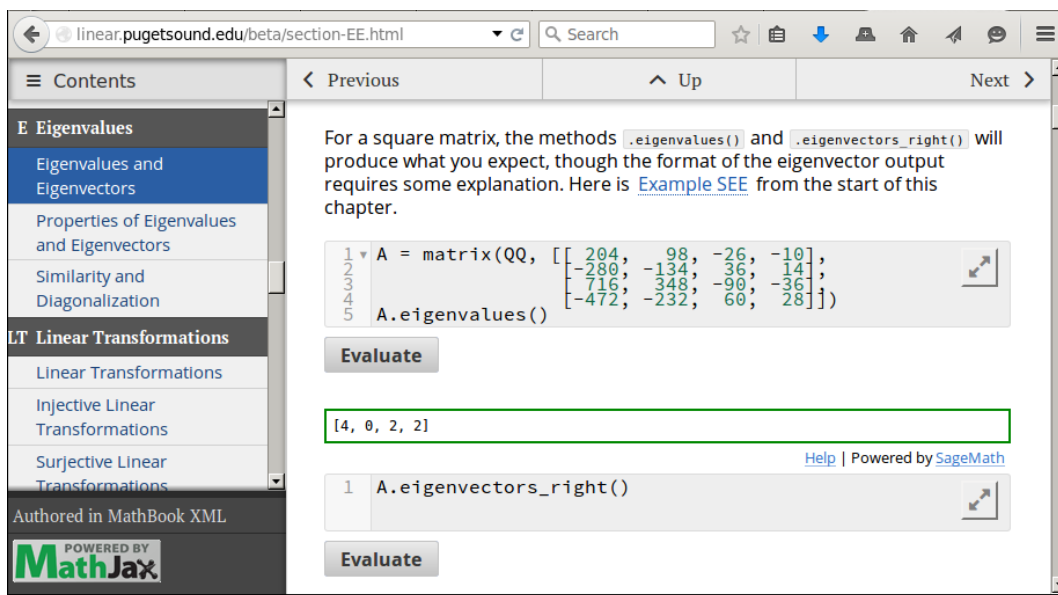 linear.pugetsound.edu/beta/section-EE.html
Search
Contents
Previous
Up
Next
E Eigenvalues
Eigenvalues and
Eigenvectors
Properties of Eigenvalues
and Eigenvectors
Similarity and
Diagonalization
LT Linear Transformations
Linear Transformations
Injective Linear
Transformations
Surjective Linear
Transformations
Authored in MathBook XML
POWERED BY
MathJax
For a square matrix, the methods .eigenvalues() and .eigenvectors_right() will
produce what you expect, though the format of the eigenvector output
requires some explanation. Here is Example SEE from the start of this
chapter.
1 A = matrix(QQ, [[ 204, 98, -26, -10],
2 [-280, -134, 36, 14],
3 [ 716, 348, -90, -36],
4 [-472, -232, 60, 28]])
5 A.eigenvalues()
Evaluate
[4, 0, 2, 2]
Help | Powered by SageMath
1 A.eigenvectors_right()
Evaluate